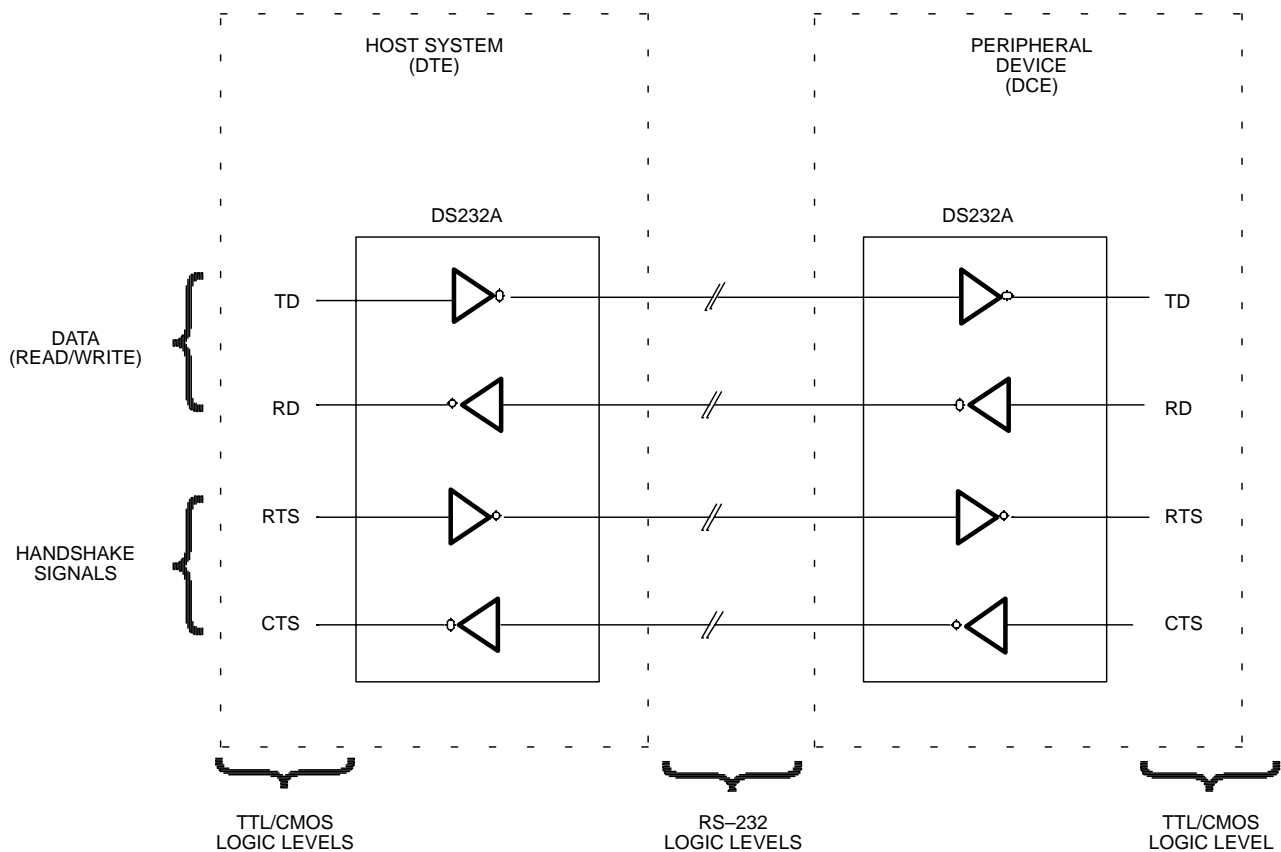 HOST SYSTEM
(DTE)
PERIPHERAL
DEVICE
(DCE)
DS232A
DS232A
DATA
(READ/WRITE)
TD
TD
RD
RD
HANDSHAKE
SIGNALS
RTS
RTS
CTS
CTS
TTL/CMOS
LOGIC LEVELS
RS–232
LOGIC LEVELS
TTL/CMOS
LOGIC LEVEL